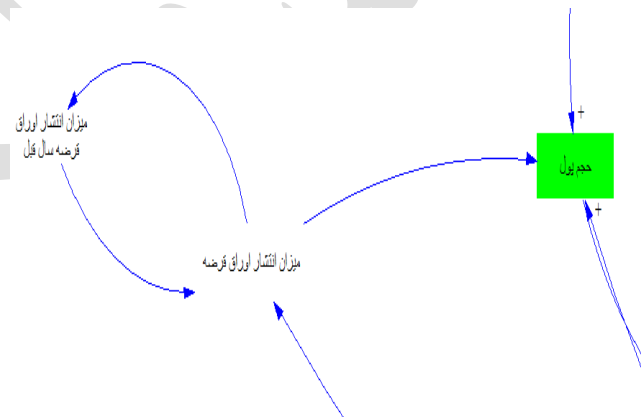 +
میزان انتشار اوراق
قرضه سال قبل
حجم پول
+
میزان انتشار اوراق قرضه